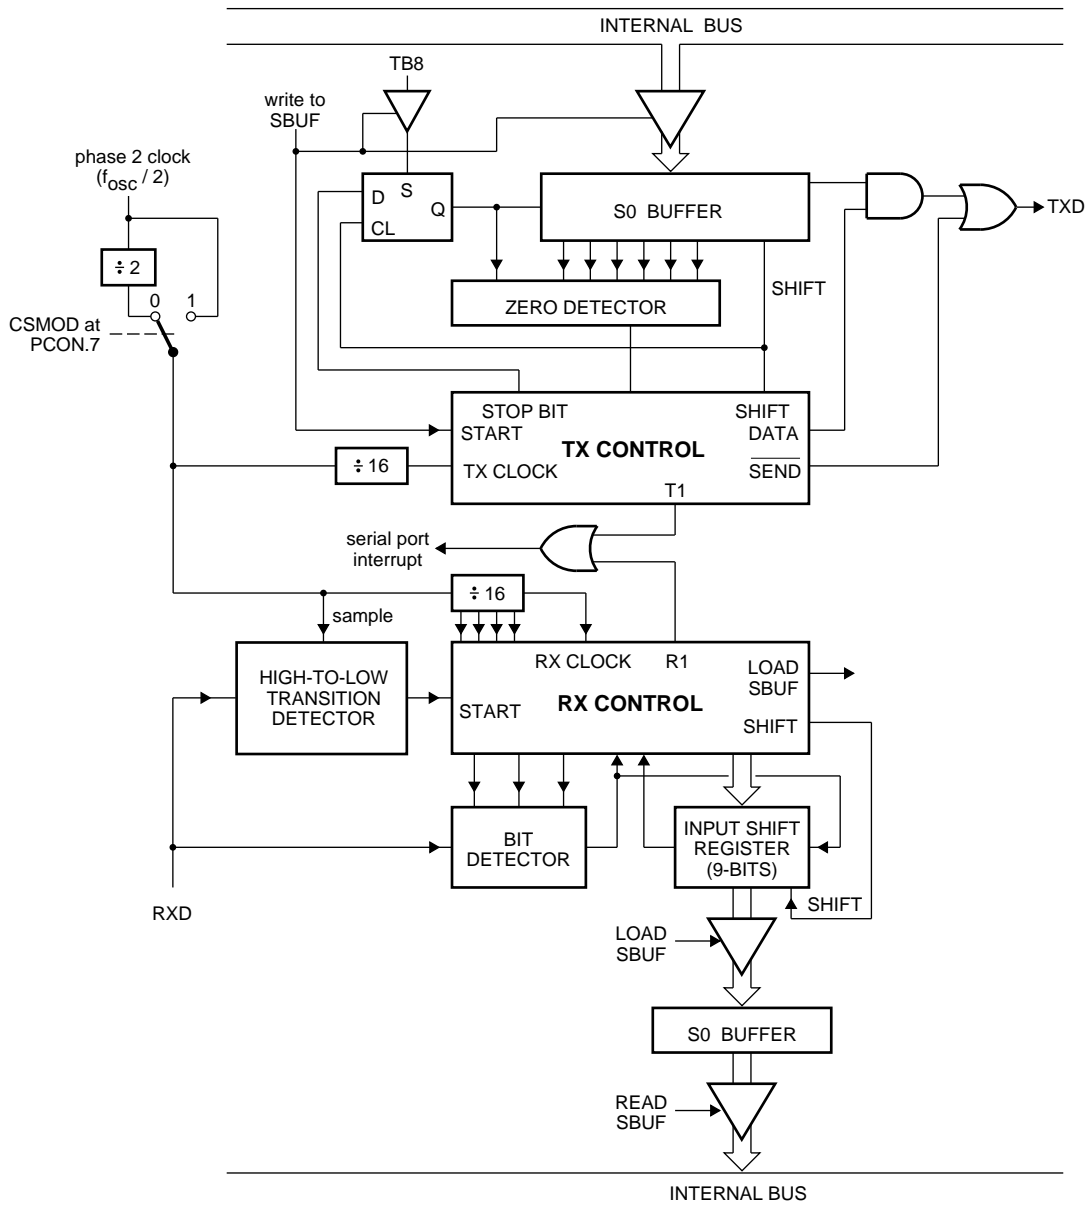 INTERNAL BUS
TB8
write to
SBUF
phase 2 clock
(fosc / 2)
D
S
Q
CL
S0 BUFFER
TXD
÷ 2
0
1
ZERO DETECTOR
SHIFT
CSMOD at
PCON.7
STOP BIT
SHIFT
START
DATA
TX CONTROL
÷ 16
TX CLOCK
SEND
T1
serial port
interrupt
÷ 16
sample
RX CLOCK
R1
HIGH-TO-LOW
TRANSITION
DETECTOR
LOAD
SBUF
START
RX CONTROL
SHIFT
BIT
DETECTOR
INPUT SHIFT
REGISTER
(9-BITS)
RXD
SHIFT
LOAD
SBUF
S0 BUFFER
READ
SBUF
INTERNAL BUS